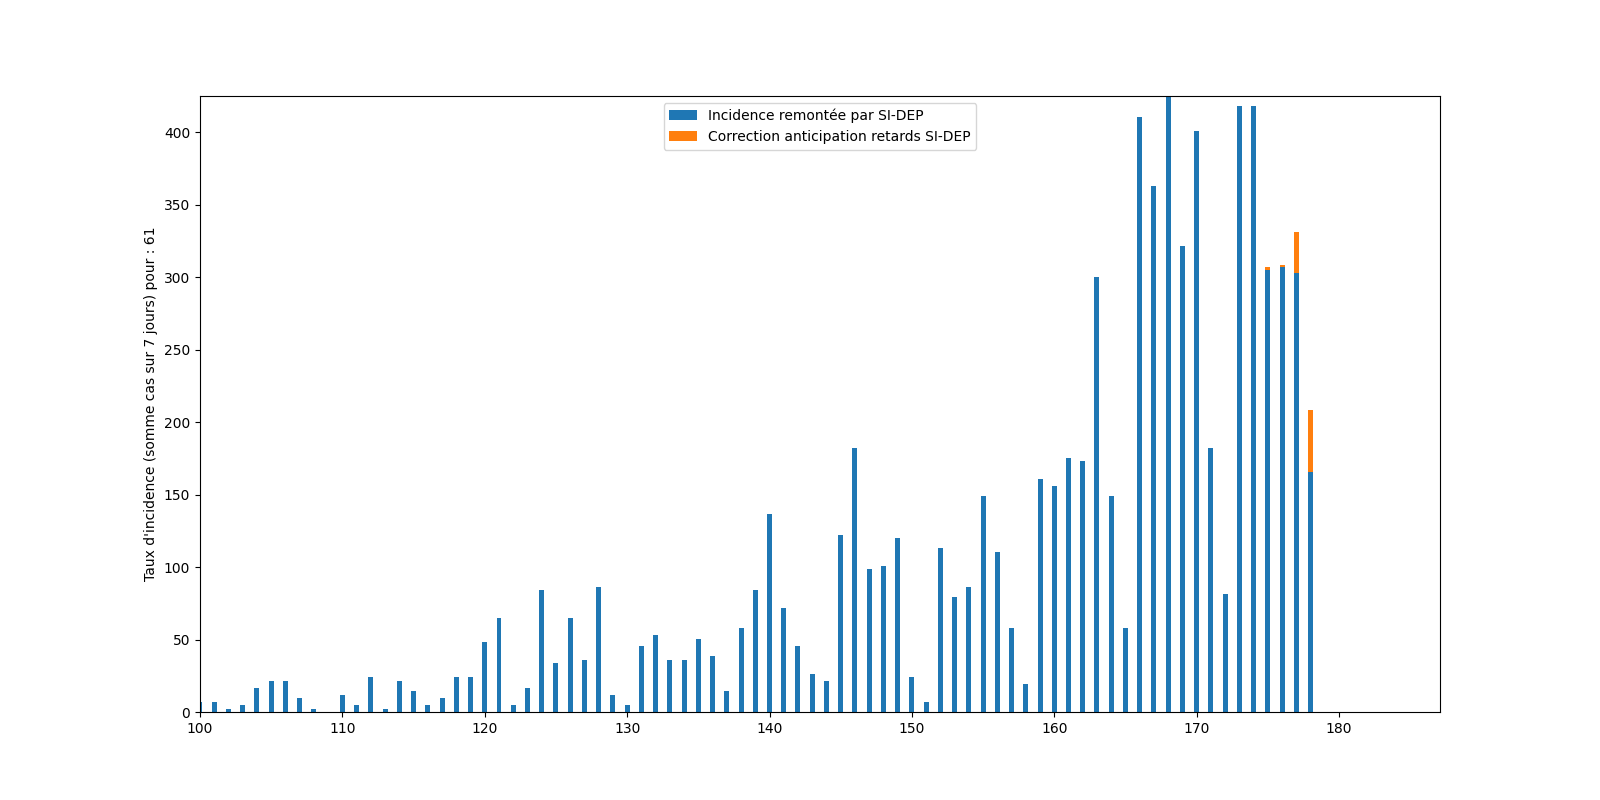 Incidence remontée par SI-DEP
Correction anticipation retards SI-DEP
Taux d'incidence (somme cas sur 7 jours) pour : 61
400
350
300
250
200
150
100
50
0
100 110 120 130 140 150 160 170 180